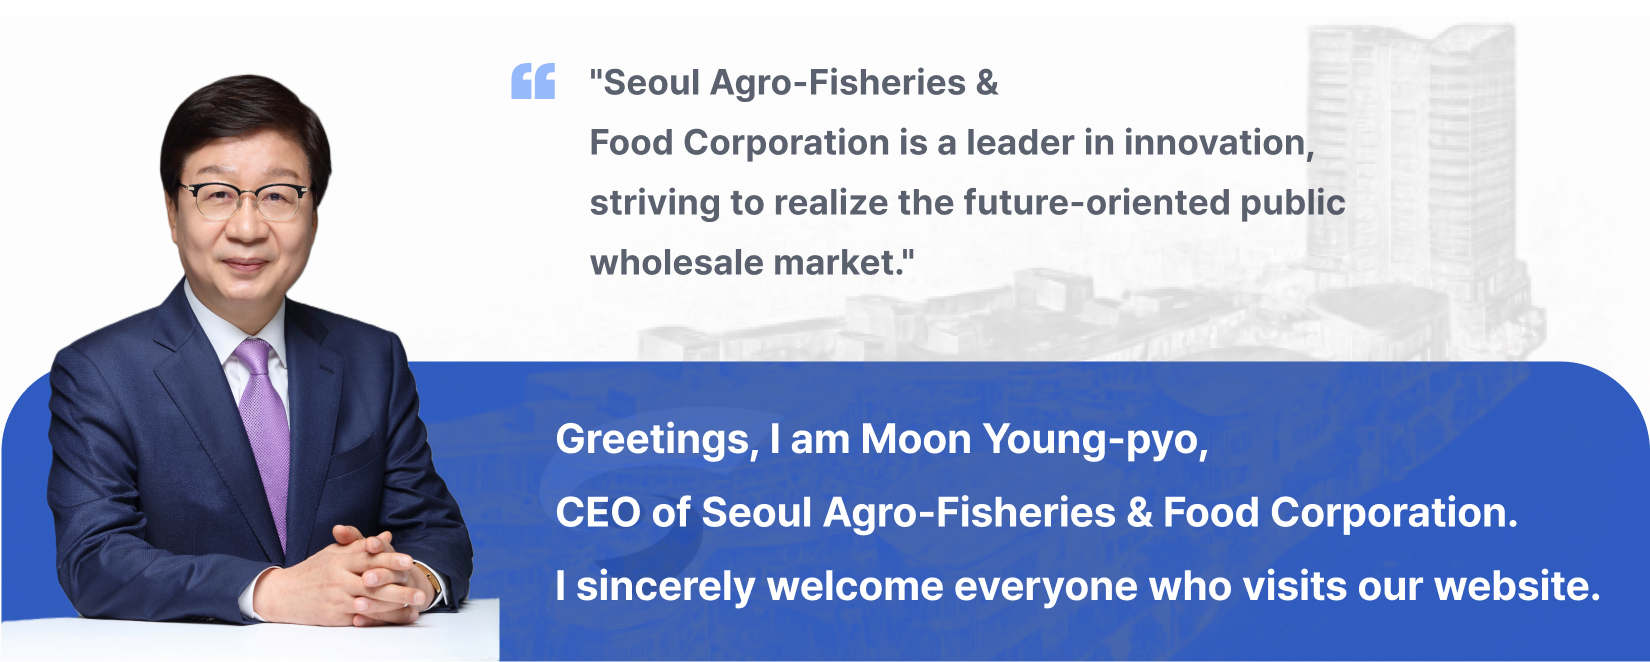 "Seoul Agro-Fisheries &
Food Corporation is a leader in innovation,
striving to realize the future-oriented public
wholesale market."
Greetings, I am Moon Young-pyo,
CEO of Seoul Agro-Fisheries & Food Corporation.
I sincerely welcome everyone who visits our website.